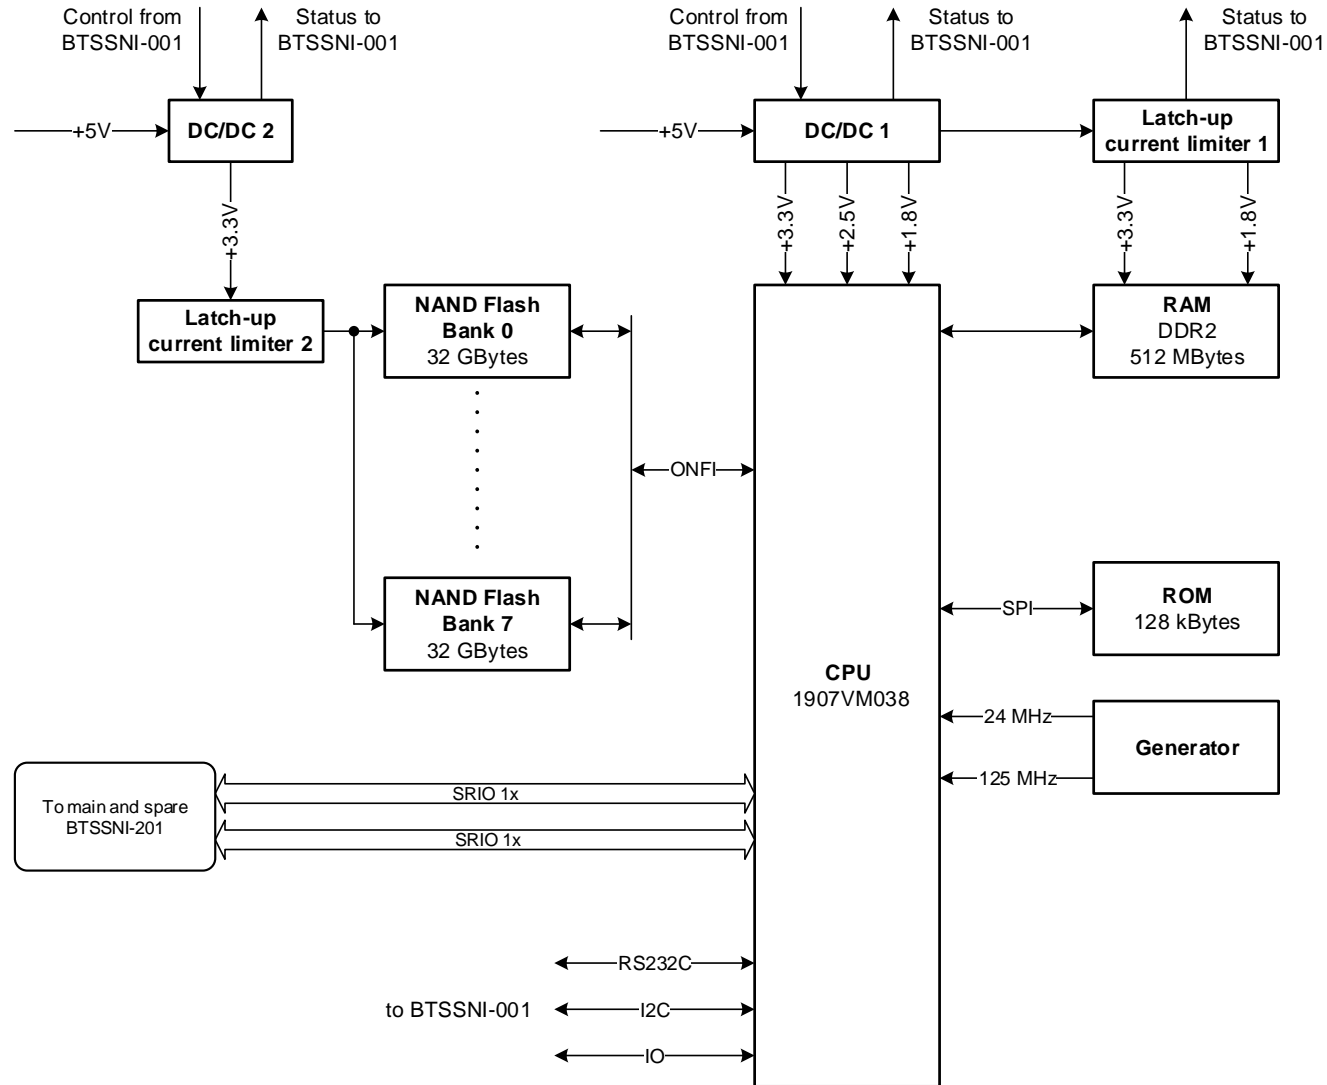 Control from
BTSSNI-001
Status to
BTSSNI-001
Control from
BTSSNI-001
Status to
BTSSNI-001
Status to
BTSSNI-001
+5V
DC/DC 2
+5V
DC/DC 1
Latch-up
current limiter 1
+3.3V
+3.3V
+2.5V
+1.8V
+3.3V
+1.8V
Latch-up
current limiter 2
NAND Flash
Bank 0
32 GBytes
RAM
DDR2
512 MBytes
ONFI
NAND Flash
Bank 7
32 GBytes
SPI
ROM
128 kBytes
CPU
1907VM038
24 MHz
125 MHz
Generator
To main and spare
BTSSNI-201
SRIO 1x
SRIO 1x
RS232C
to BTSSNI-001
I2C
IO